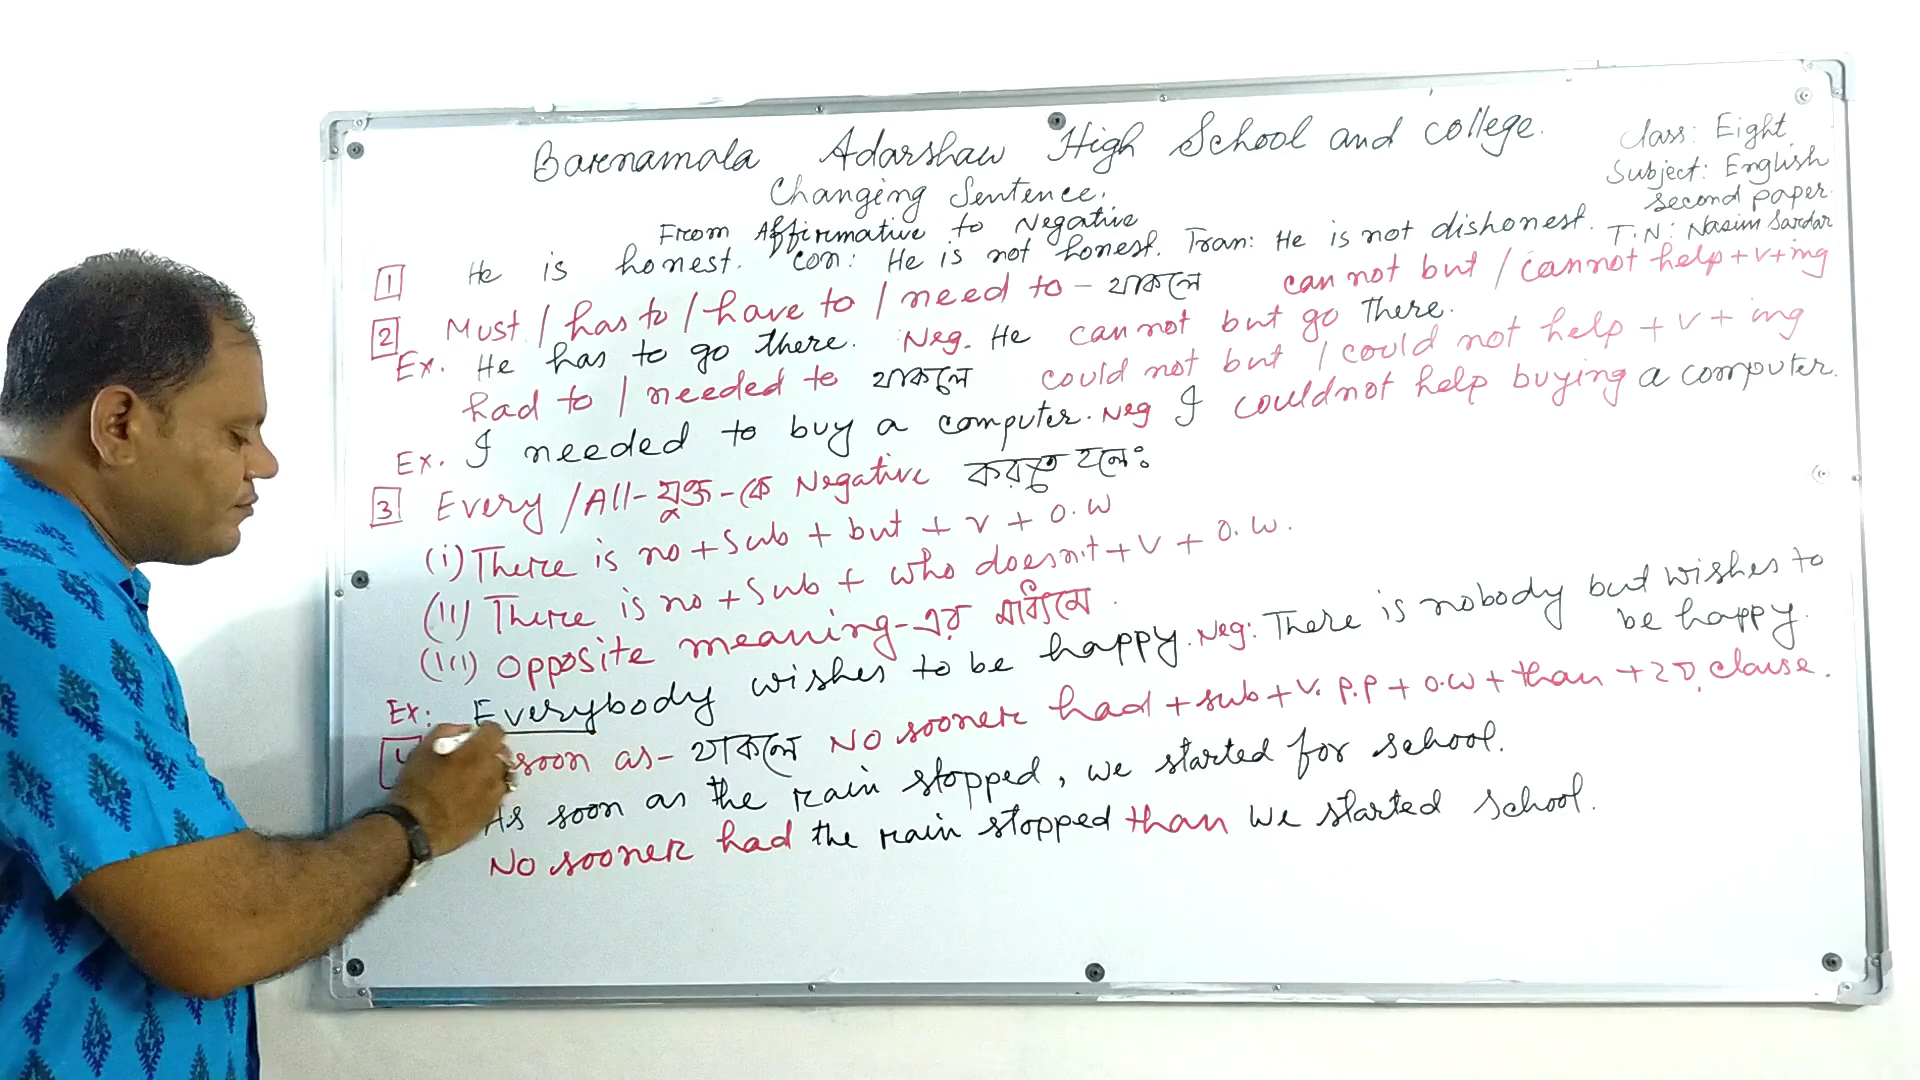 Barenamala Adarshaw High School and college.
Changing Sentence.
From Affirmative to Negative
Class: Eight
Subject: English
second paper.
T.N: Nasim Sardar
1 He is honest. Con: He is not honest. Tran: He is not dishonest.
2 Must / has to / have to / need to - থাকলে can not but / cannot help + v + ing
Ex. He has to go there. Neg. He can not but go there.
had to / needed to থাকলে could not but / could not help + v + ing
Ex. I needed to buy a computer. Neg I couldnot help buying a computer.
3 Every / All - যুক্ত - কে Negative করতে হলেঃ
(i) There is no + Sub + but + v + o.w
(ii) There is no + Sub + who doesn't + V + o.w.
(iii) Opposite meaning - এর মাধ্যমে.
Ex: Everybody wishes to be happy. Neg: There is nobody but wishes to be happy.
soon as - থাকলে No sooner had + sub + v. p.p + o.w + than + 2nd clause.
As soon as the rain stopped, we started for school.
No sooner had the rain stopped than we started school.